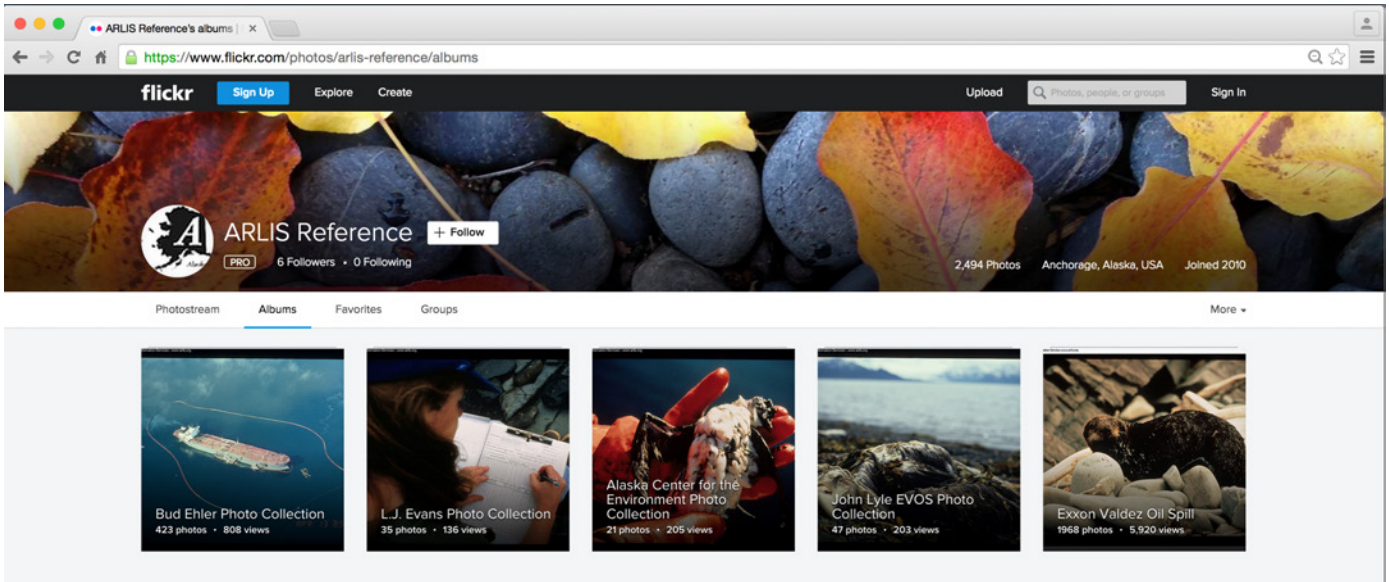 ARLIS Reference's albums |
https://www.flickr.com/photos/arlis-reference/albums
flickr Sign Up Explore Create Upload Photos, people, or groups Sign In
A
Alaska
ARLIS Reference + Follow
PRO 6 Followers • 0 Following
2,494 Photos Anchorage, Alaska, USA Joined 2010
Photostream Albums Favorites Groups More
Bud Ehler Photo Collection
423 photos • 808 views
L.J. Evans Photo Collection
35 photos • 136 views
Alaska Center for the
Environment Photo
Collection
21 photos • 205 views
John Lyle EVOS Photo
Collection
47 photos • 203 views
Exxon Valdez Oil Spill
1968 photos • 5,920 views